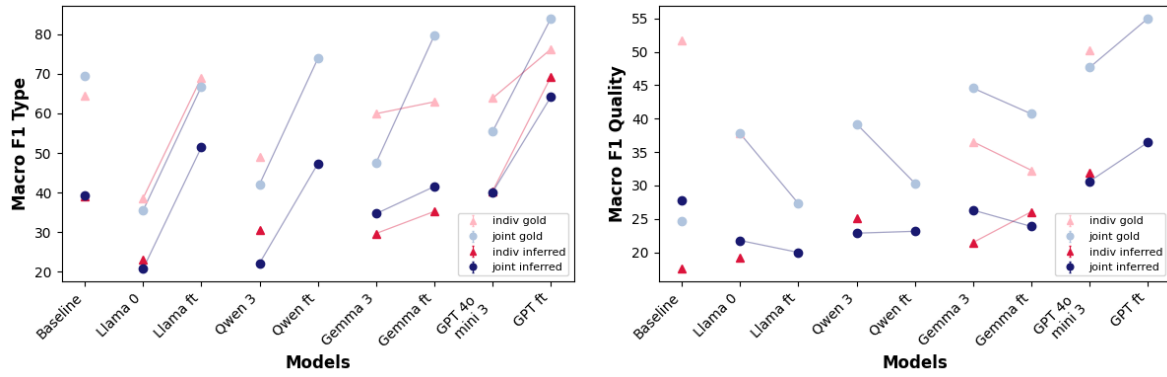 Macro F1 Type
80
70
60
50
40
30
20
indiv gold
joint gold
indiv inferred
joint inferred
Baseline
Llama 0
Llama ft
Qwen 3
Qwen ft
Gemma 3
Gemma ft
GPT 4o
mini 3
GPT ft
Models
Macro F1 Quality
55
50
45
40
35
30
25
20
indiv gold
joint gold
indiv inferred
joint inferred
Baseline
Llama 0
Llama ft
Qwen 3
Qwen ft
Gemma 3
Gemma ft
GPT 4o
mini 3
GPT ft
Models